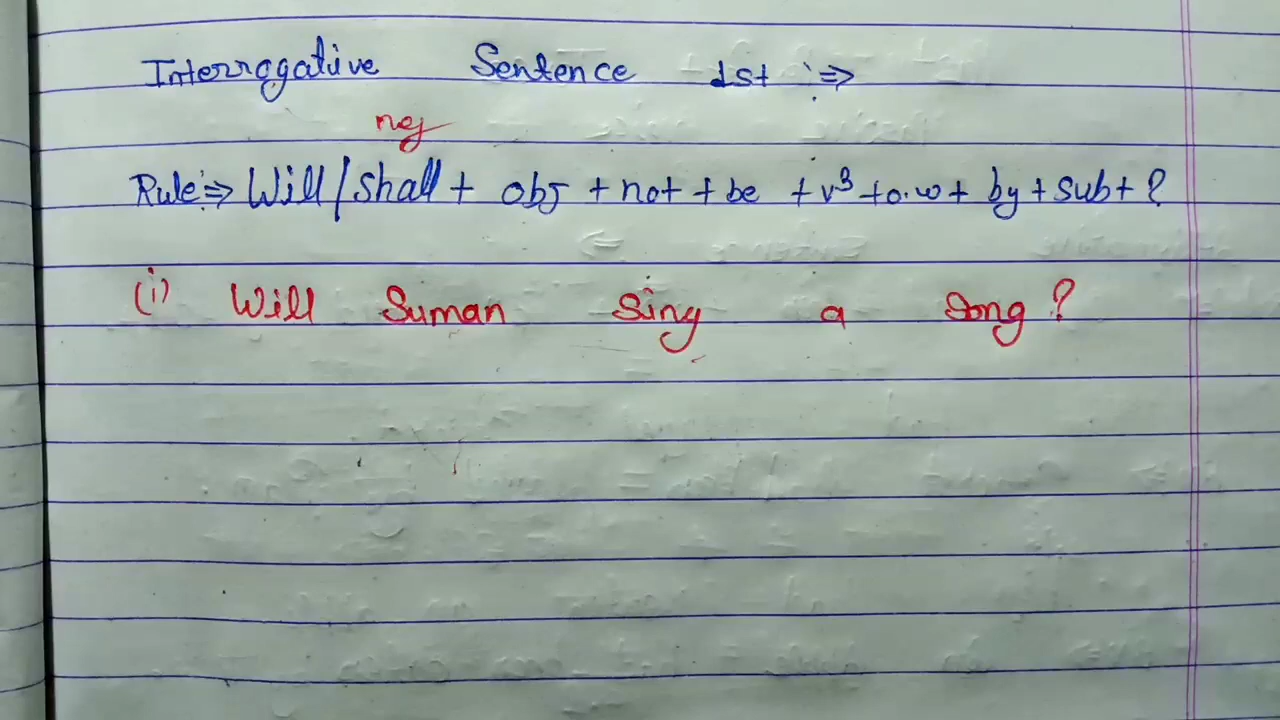 Interrogative Sentence 1st :⇒
neg
Rule:⇒ Will/Shall + obj + not + be + v³ + o.w + by + sub + ?
(i) Will Suman Sing a Song?